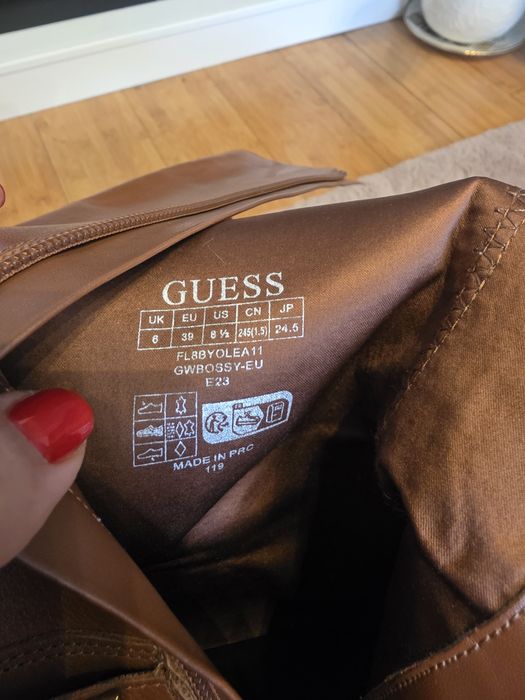 GUESS
UK EU US CN JP
6 39 8 ½ 245(1.5) 24.5
FL8BYOLEA11
GWBOSSY-EU
E23
MADE IN PRC
119